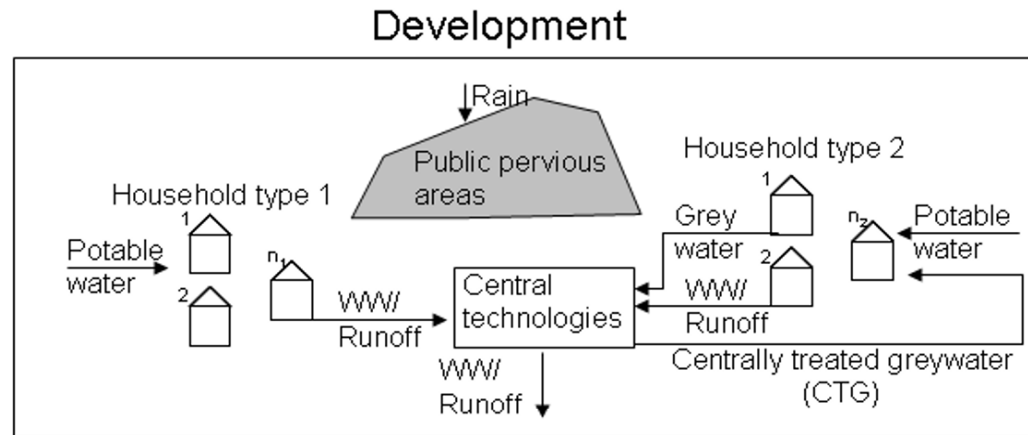 Development
Rain
Public pervious
areas
Household type 1
1
2
n1
Potable
water
WW/
Runoff
Central
technologies
WW/
Runoff
Household type 2
1
2
n2
Grey
water
WW/
Runoff
Potable
water
Centrally treated greywater
(CTG)